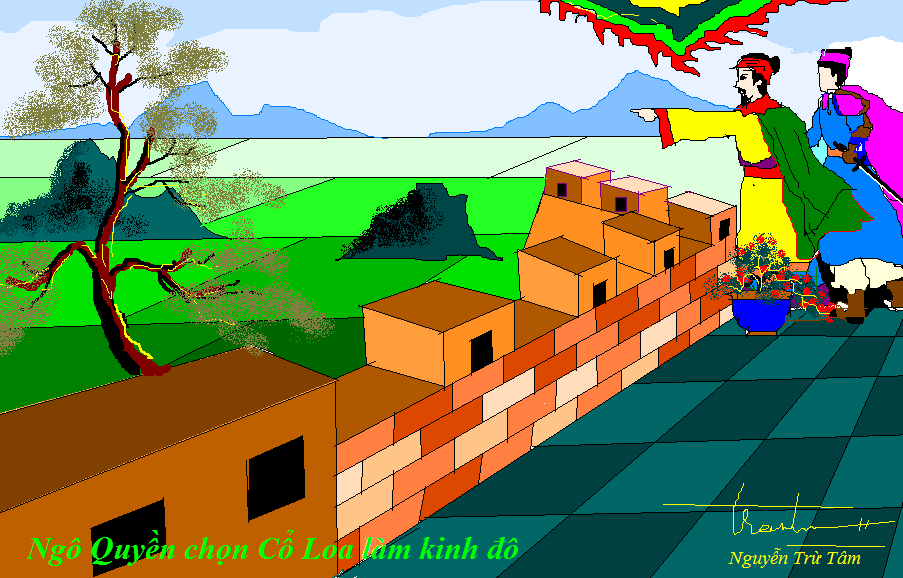 Ngô Quyền chọn Cổ Loa làm kinh đô
Nguyễn Trừ Tâm